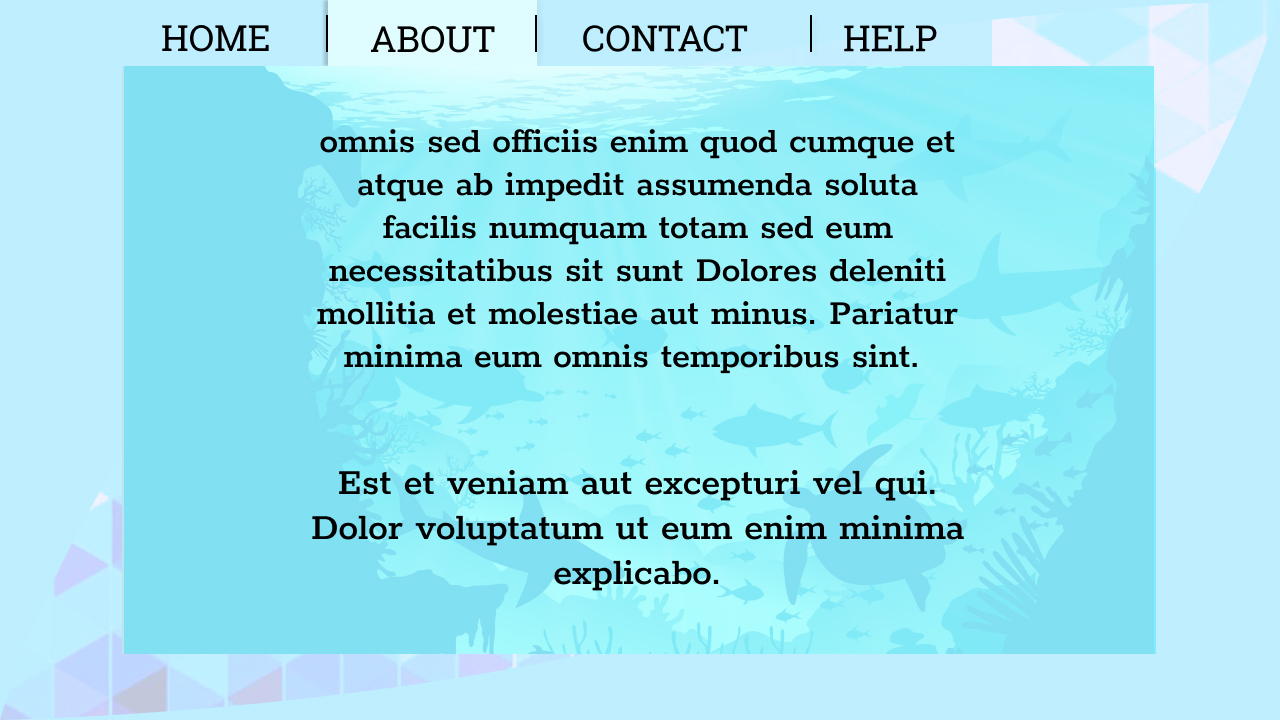 HOME ABOUT CONTACT HELP
omnis sed officiis enim quod cumque et
atque ab impedit assumenda soluta
facilis numquam totam sed eum
necessitatibus sit sunt Dolores deleniti
mollitia et molestiae aut minus. Pariatur
minima eum omnis temporibus sint.
Est et veniam aut excepturi vel qui.
Dolor voluptatum ut eum enim minima
explicabo.